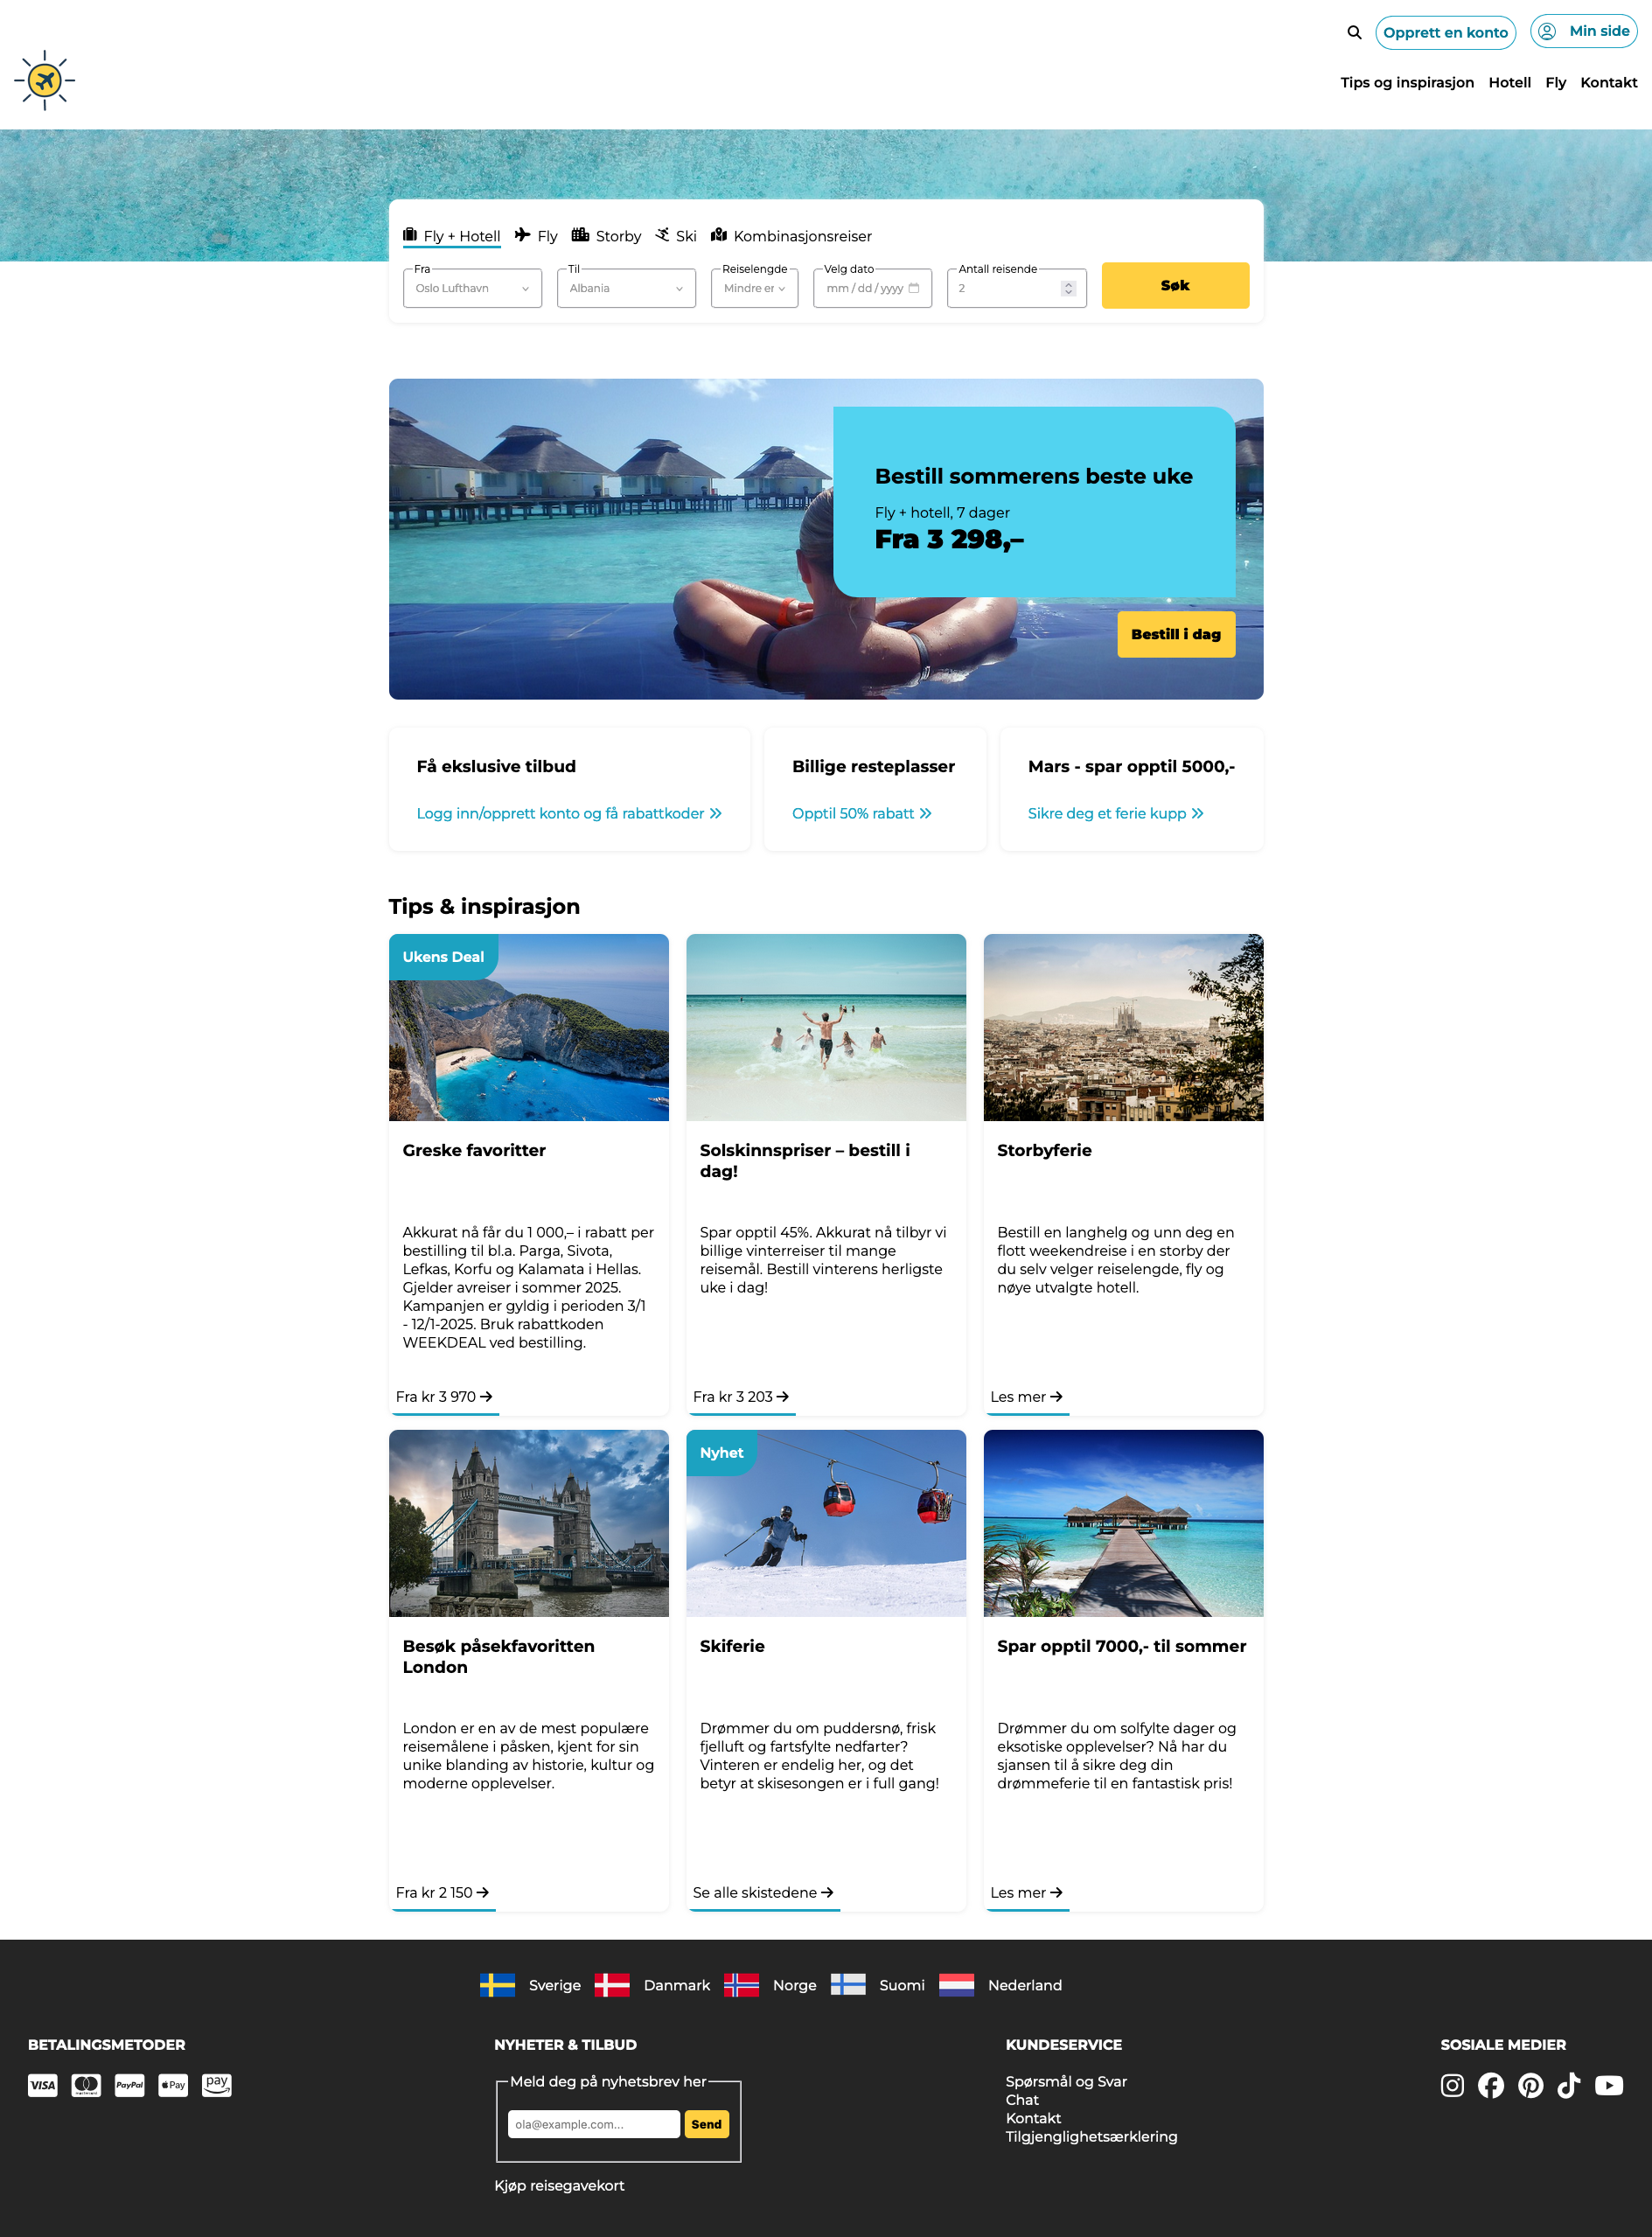 Opprett en konto
Min side
Tips og inspirasjon Hotell Fly Kontakt
Fly + Hotell Fly Storby Ski Kombinasjonsreiser
Fra Til Reiselengde Velg dato Antall reisende
Oslo Lufthavn Albania Mindre er mm / dd / yyyy 2 Søk
Bestill sommerens beste uke
Fly + hotell, 7 dager
Fra 3 298,–
Bestill i dag
Få ekslusive tilbud
Logg inn/opprett konto og få rabattkoder
Billige resteplasser
Opptil 50% rabatt
Mars - spar opptil 5000,-
Sikre deg et ferie kupp
Tips & inspirasjon
Ukens Deal
Greske favoritter
Akkurat nå får du 1 000,– i rabatt per
bestilling til bl.a. Parga, Sivota,
Lefkas, Korfu og Kalamata i Hellas.
Gjelder avreiser i sommer 2025.
Kampanjen er gyldig i perioden 3/1
- 12/1-2025. Bruk rabattkoden
WEEKDEAL ved bestilling.
Fra kr 3 970
Solskinnspriser – bestill i
dag!
Spar opptil 45%. Akkurat nå tilbyr vi
billige vinterreiser til mange
reisemål. Bestill vinterens herligste
uke i dag!
Fra kr 3 203
Storbyferie
Bestill en langhelg og unn deg en
flott weekendreise i en storby der
du selv velger reiselengde, fly og
nøye utvalgte hotell.
Les mer
Besøk påsekfavoritten
London
London er en av de mest populære
reisemålene i påsken, kjent for sin
unike blanding av historie, kultur og
moderne opplevelser.
Fra kr 2 150
Nyhet
Skiferie
Drømmer du om puddersnø, frisk
fjelluft og fartsfylte nedfarter?
Vinteren er endelig her, og det
betyr at skisesongen er i full gang!
Se alle skistedene
Spar opptil 7000,- til sommer
Drømmer du om solfylte dager og
eksotiske opplevelser? Nå har du
sjansen til å sikre deg din
drømmeferie til en fantastisk pris!
Les mer
Sverige Danmark Norge Suomi Nederland
BETALINGSMETODER
VISA mastercard PayPal Pay pay
NYHETER & TILBUD
Meld deg på nyhetsbrev her
ola@example.com... Send
Kjøp reisegavekort
KUNDESERVICE
Spørsmål og Svar
Chat
Kontakt
Tilgjenglighetsærklering
SOSIALE MEDIER